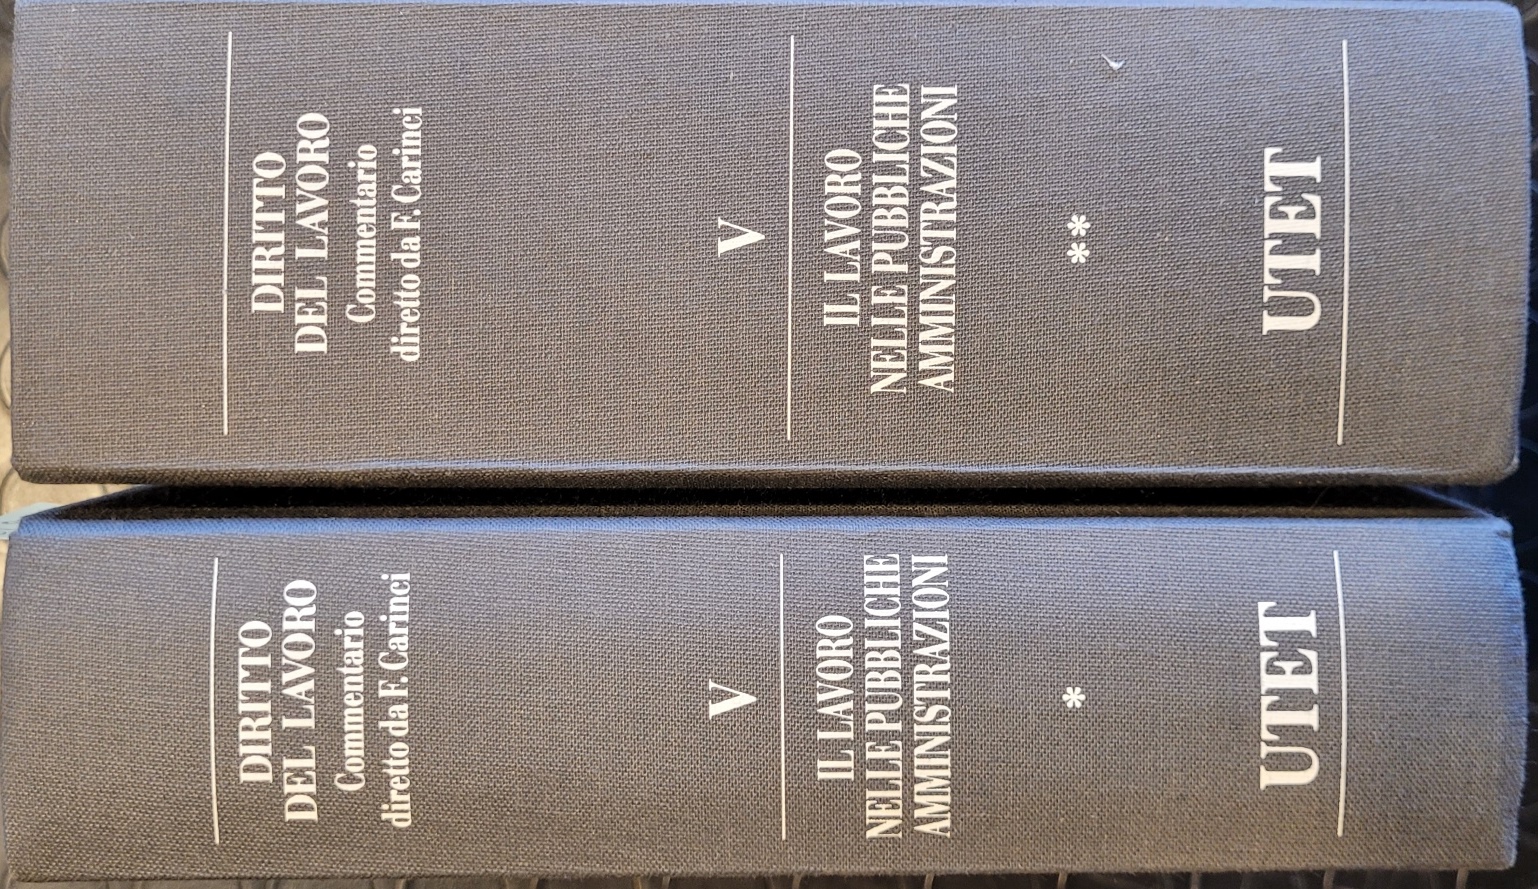 DIRITTO
DEL LAVORO
Commentario
diretto da F. Carinci
V
IL LAVORO
NELLE PUBBLICHE
AMMINISTRAZIONI
**
UTET
DIRITTO
DEL LAVORO
Commentario
diretto da F. Carinci
V
IL LAVORO
NELLE PUBBLICHE
AMMINISTRAZIONI
*
UTET